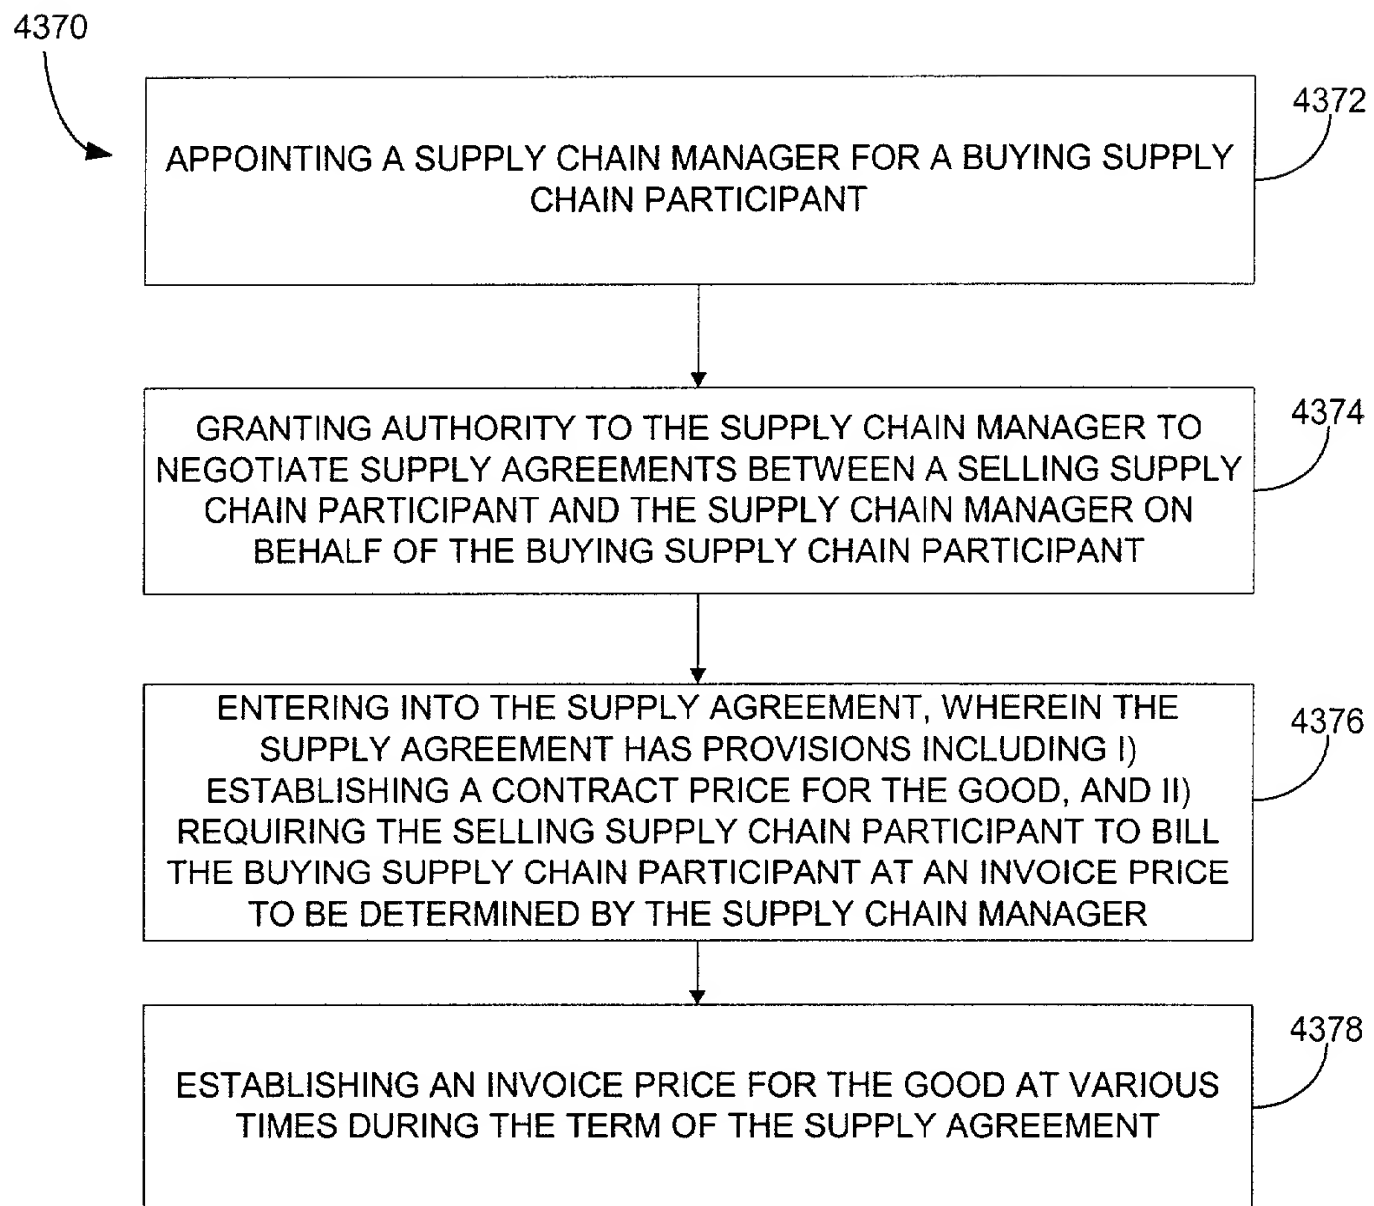 4370
4372
APPOINTING A SUPPLY CHAIN MANAGER FOR A BUYING SUPPLY
CHAIN PARTICIPANT
4374
GRANTING AUTHORITY TO THE SUPPLY CHAIN MANAGER TO
NEGOTIATE SUPPLY AGREEMENTS BETWEEN A SELLING SUPPLY
CHAIN PARTICIPANT AND THE SUPPLY CHAIN MANAGER ON
BEHALF OF THE BUYING SUPPLY CHAIN PARTICIPANT
4376
ENTERING INTO THE SUPPLY AGREEMENT, WHEREIN THE
SUPPLY AGREEMENT HAS PROVISIONS INCLUDING I)
ESTABLISHING A CONTRACT PRICE FOR THE GOOD, AND II)
REQUIRING THE SELLING SUPPLY CHAIN PARTICIPANT TO BILL
THE BUYING SUPPLY CHAIN PARTICIPANT AT AN INVOICE PRICE
TO BE DETERMINED BY THE SUPPLY CHAIN MANAGER
4378
ESTABLISHING AN INVOICE PRICE FOR THE GOOD AT VARIOUS
TIMES DURING THE TERM OF THE SUPPLY AGREEMENT